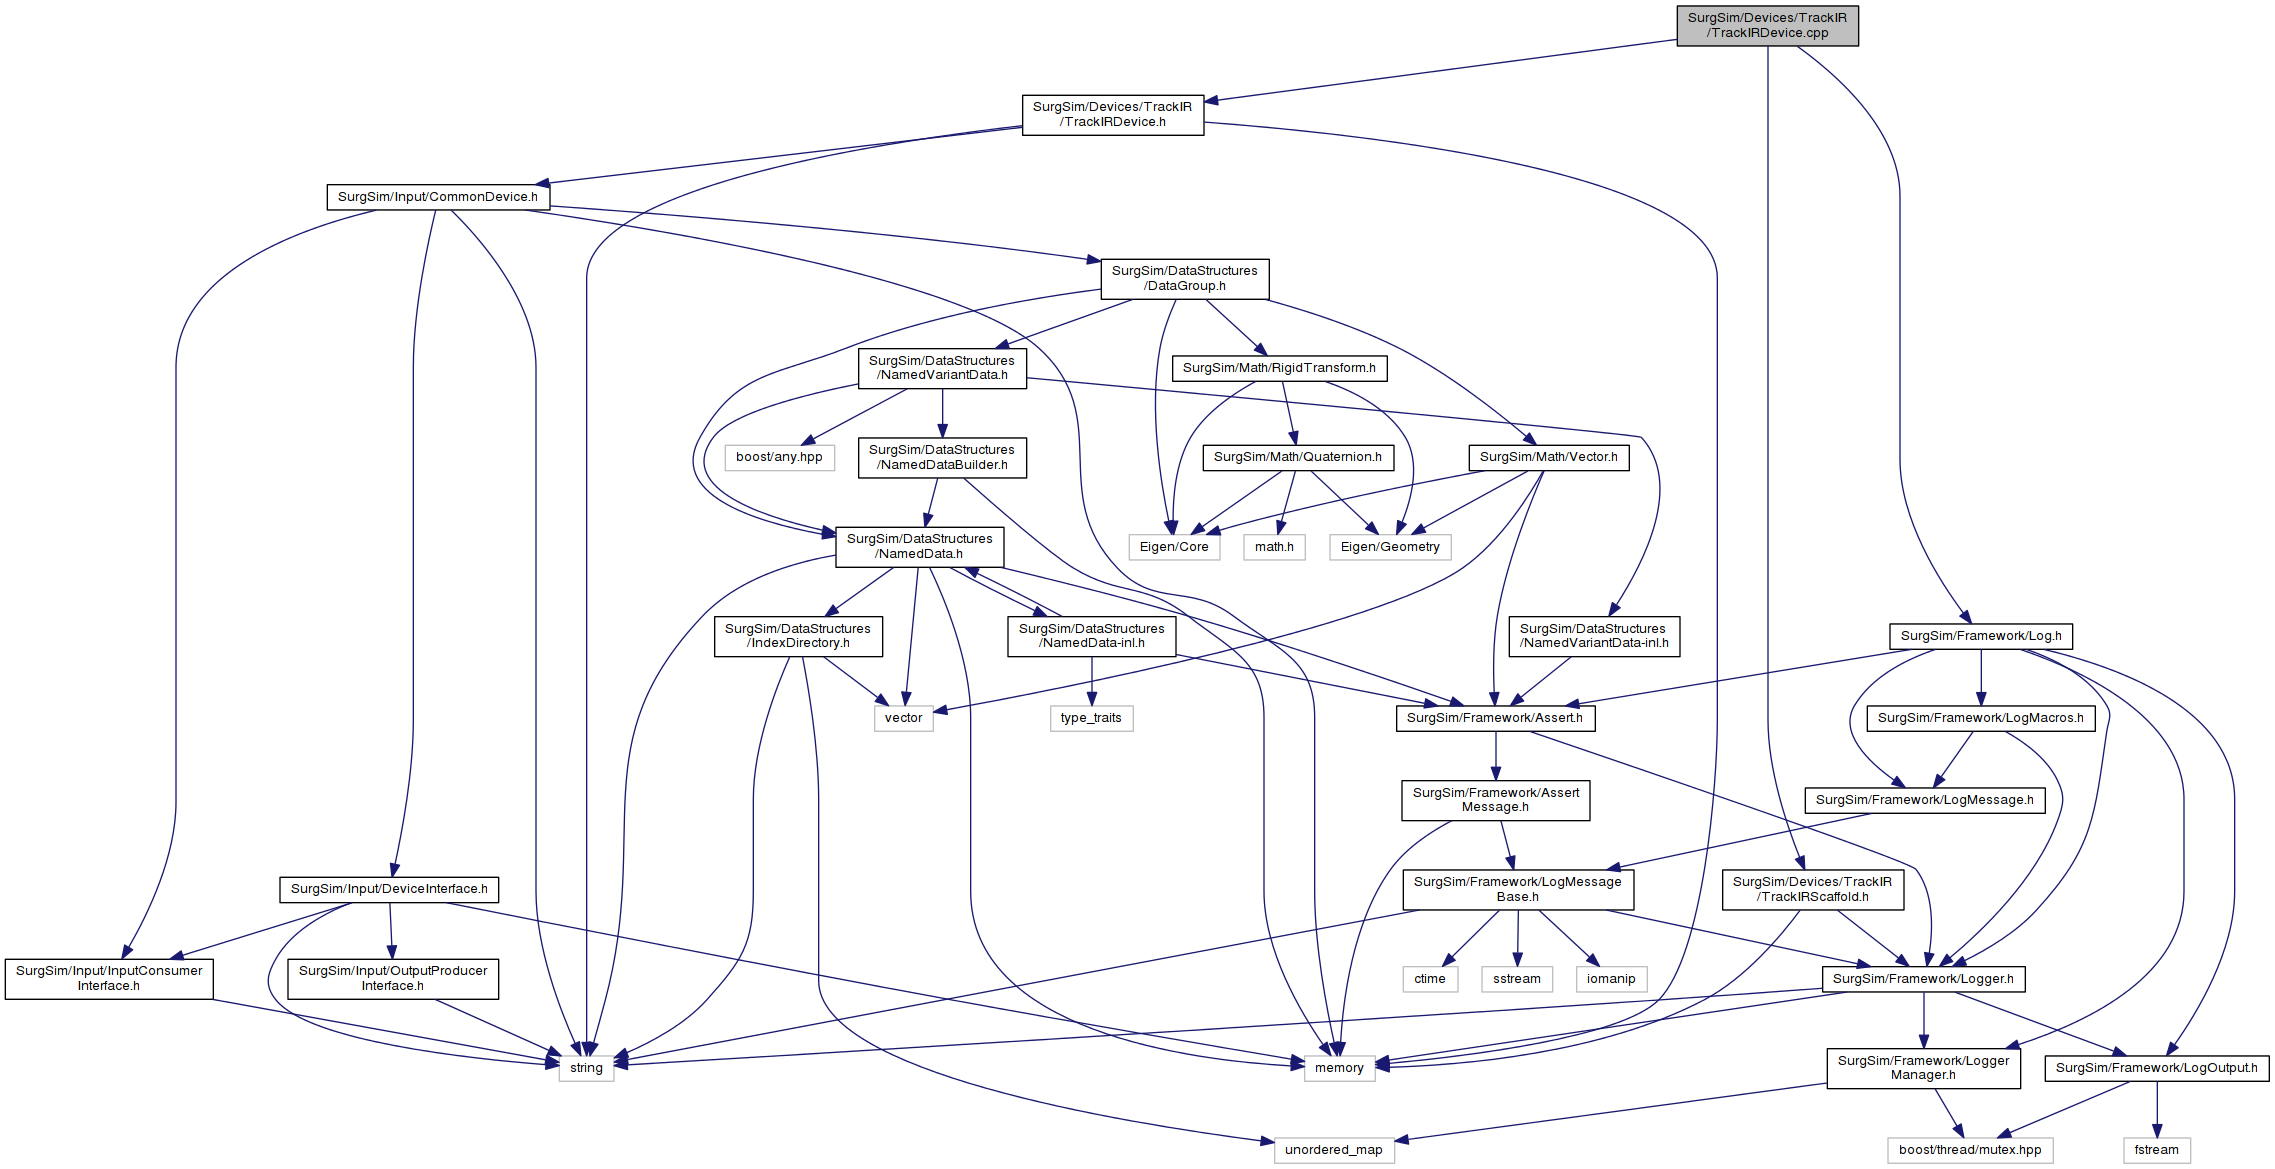 SurgSim/Devices/TrackIR
/TrackIRDevice.cpp
SurgSim/Devices/TrackIR
/TrackIRDevice.h
SurgSim/Input/CommonDevice.h
SurgSim/DataStructures
/DataGroup.h
SurgSim/DataStructures
/NamedVariantData.h
SurgSim/Math/RigidTransform.h
boost/any.hpp
SurgSim/DataStructures
/NamedDataBuilder.h
SurgSim/Math/Quaternion.h
SurgSim/Math/Vector.h
SurgSim/DataStructures
/NamedData.h
Eigen/Core
math.h
Eigen/Geometry
SurgSim/DataStructures
/IndexDirectory.h
SurgSim/DataStructures
/NamedData-inl.h
SurgSim/DataStructures
/NamedVariantData-inl.h
SurgSim/Framework/Log.h
vector
type_traits
SurgSim/Framework/Assert.h
SurgSim/Framework/LogMacros.h
SurgSim/Framework/Assert
Message.h
SurgSim/Framework/LogMessage.h
SurgSim/Input/DeviceInterface.h
SurgSim/Framework/LogMessage
Base.h
SurgSim/Devices/TrackIR
/TrackIRScaffold.h
SurgSim/Input/InputConsumer
Interface.h
SurgSim/Input/OutputProducer
Interface.h
ctime
sstream
iomanip
SurgSim/Framework/Logger.h
string
memory
SurgSim/Framework/Logger
Manager.h
SurgSim/Framework/LogOutput.h
unordered_map
boost/thread/mutex.hpp
fstream